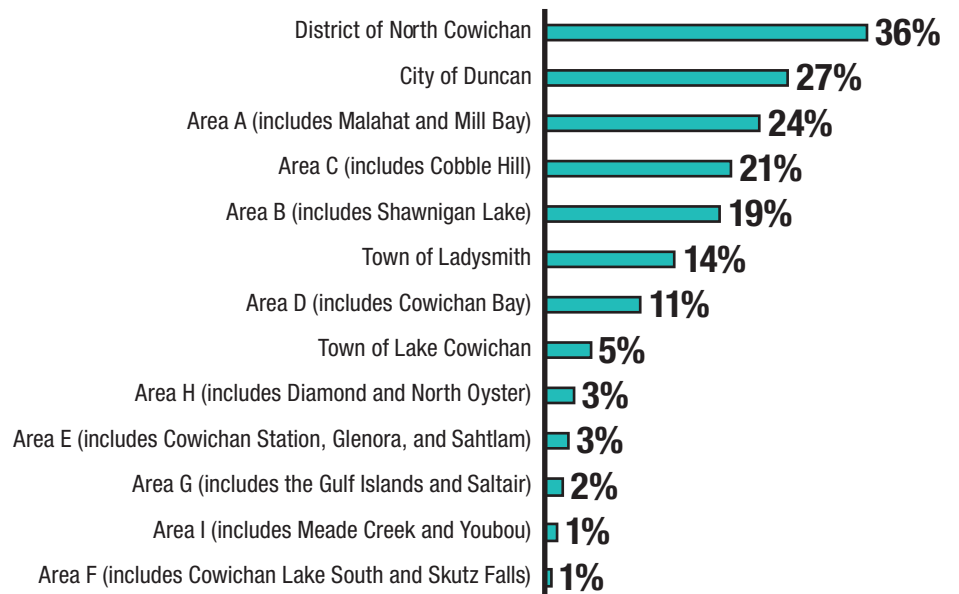 District of North Cowichan 36%
City of Duncan 27%
Area A (includes Malahat and Mill Bay) 24%
Area C (includes Cobble Hill) 21%
Area B (includes Shawnigan Lake) 19%
Town of Ladysmith 14%
Area D (includes Cowichan Bay) 11%
Town of Lake Cowichan 5%
Area H (includes Diamond and North Oyster) 3%
Area E (includes Cowichan Station, Glenora, and Sahtlam) 3%
Area G (includes the Gulf Islands and Saltair) 2%
Area I (includes Meade Creek and Youbou) 1%
Area F (includes Cowichan Lake South and Skutz Falls) 1%